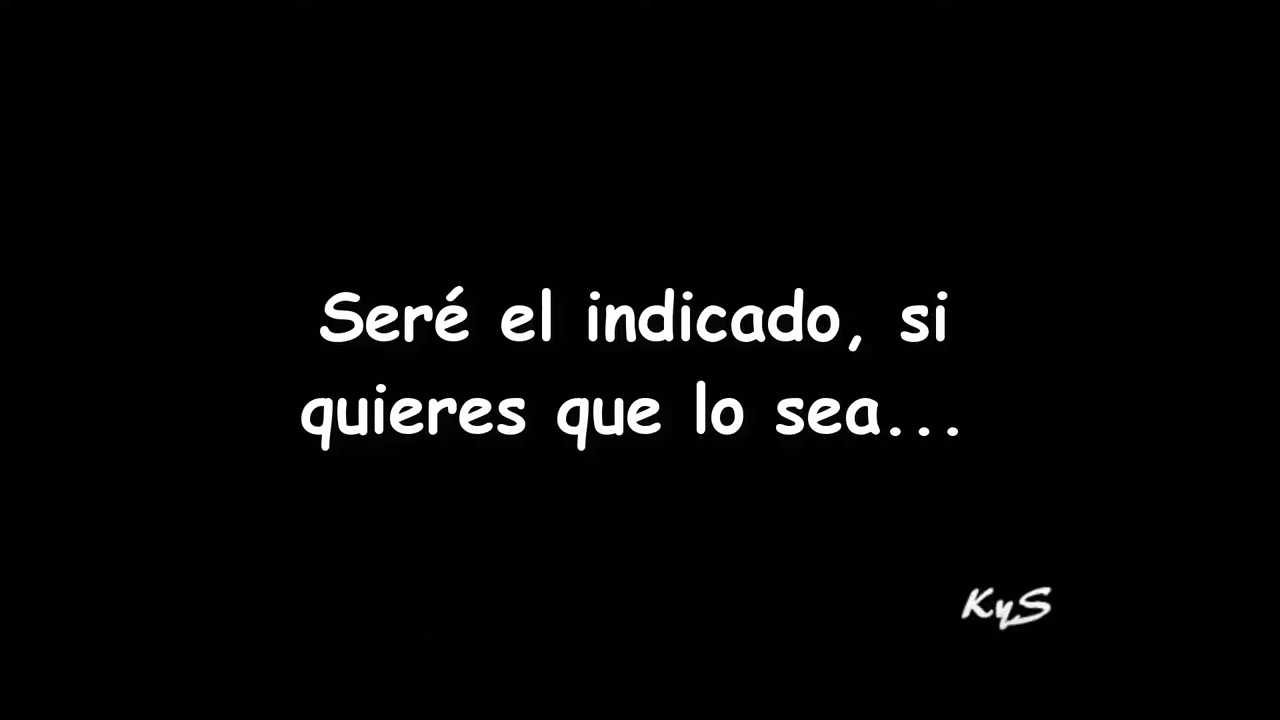 Seré el indicado, si
quieres que lo sea...
KyS